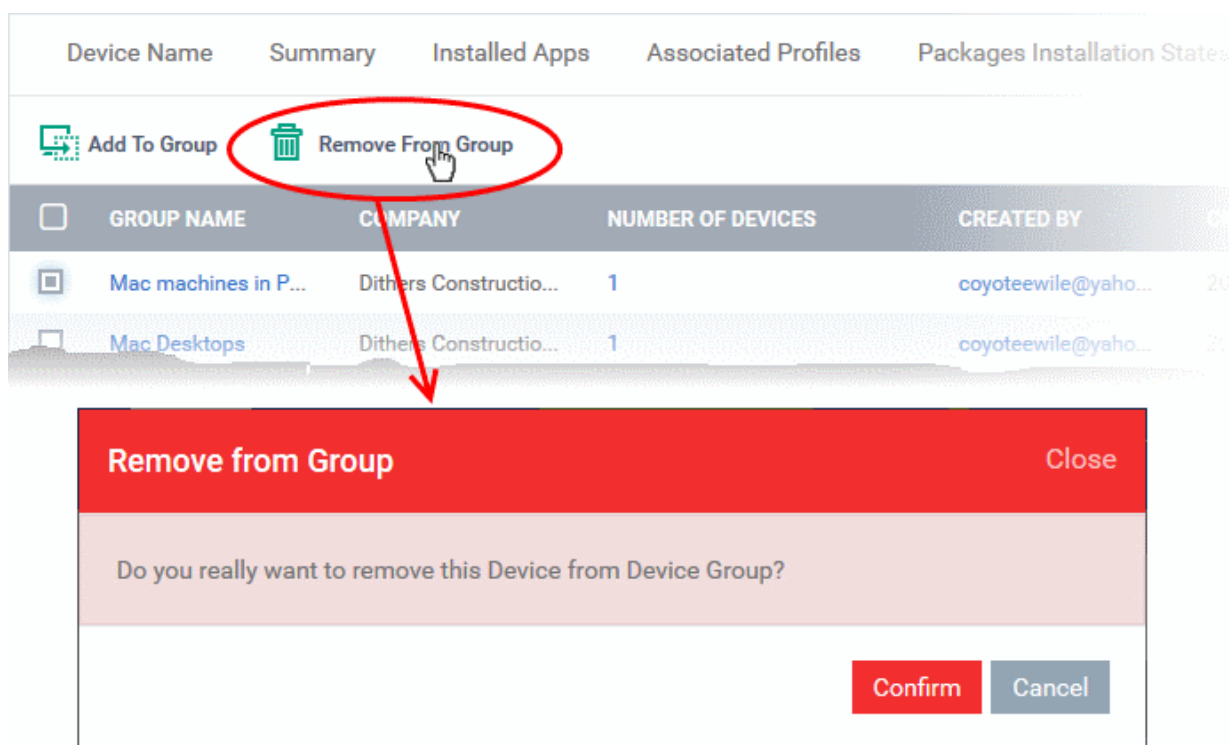 Device Name Summary Installed Apps Associated Profiles Packages Installation State
Add To Group Remove From Group
GROUP NAME COMPANY NUMBER OF DEVICES CREATED BY
Mac machines in P... Dithers Constructio... 1 coyoteewile@yaho...
Mac Desktops Dithers Constructio... 1 coyoteewile@yaho...
Remove from Group Close
Do you really want to remove this Device from Device Group?
Confirm Cancel